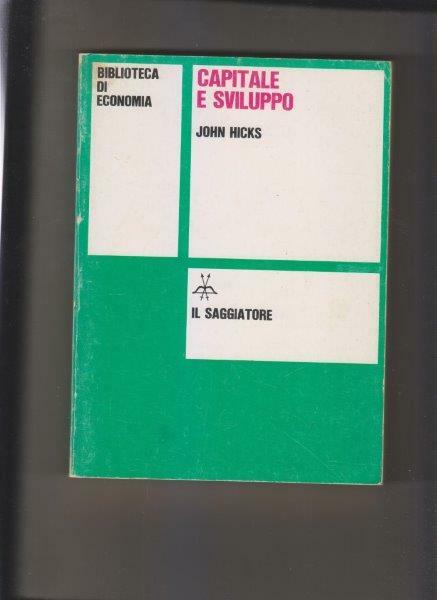 BIBLIOTECA
DI
ECONOMIA
CAPITALE
E SVILUPPO
JOHN HICKS
IL SAGGIATORE